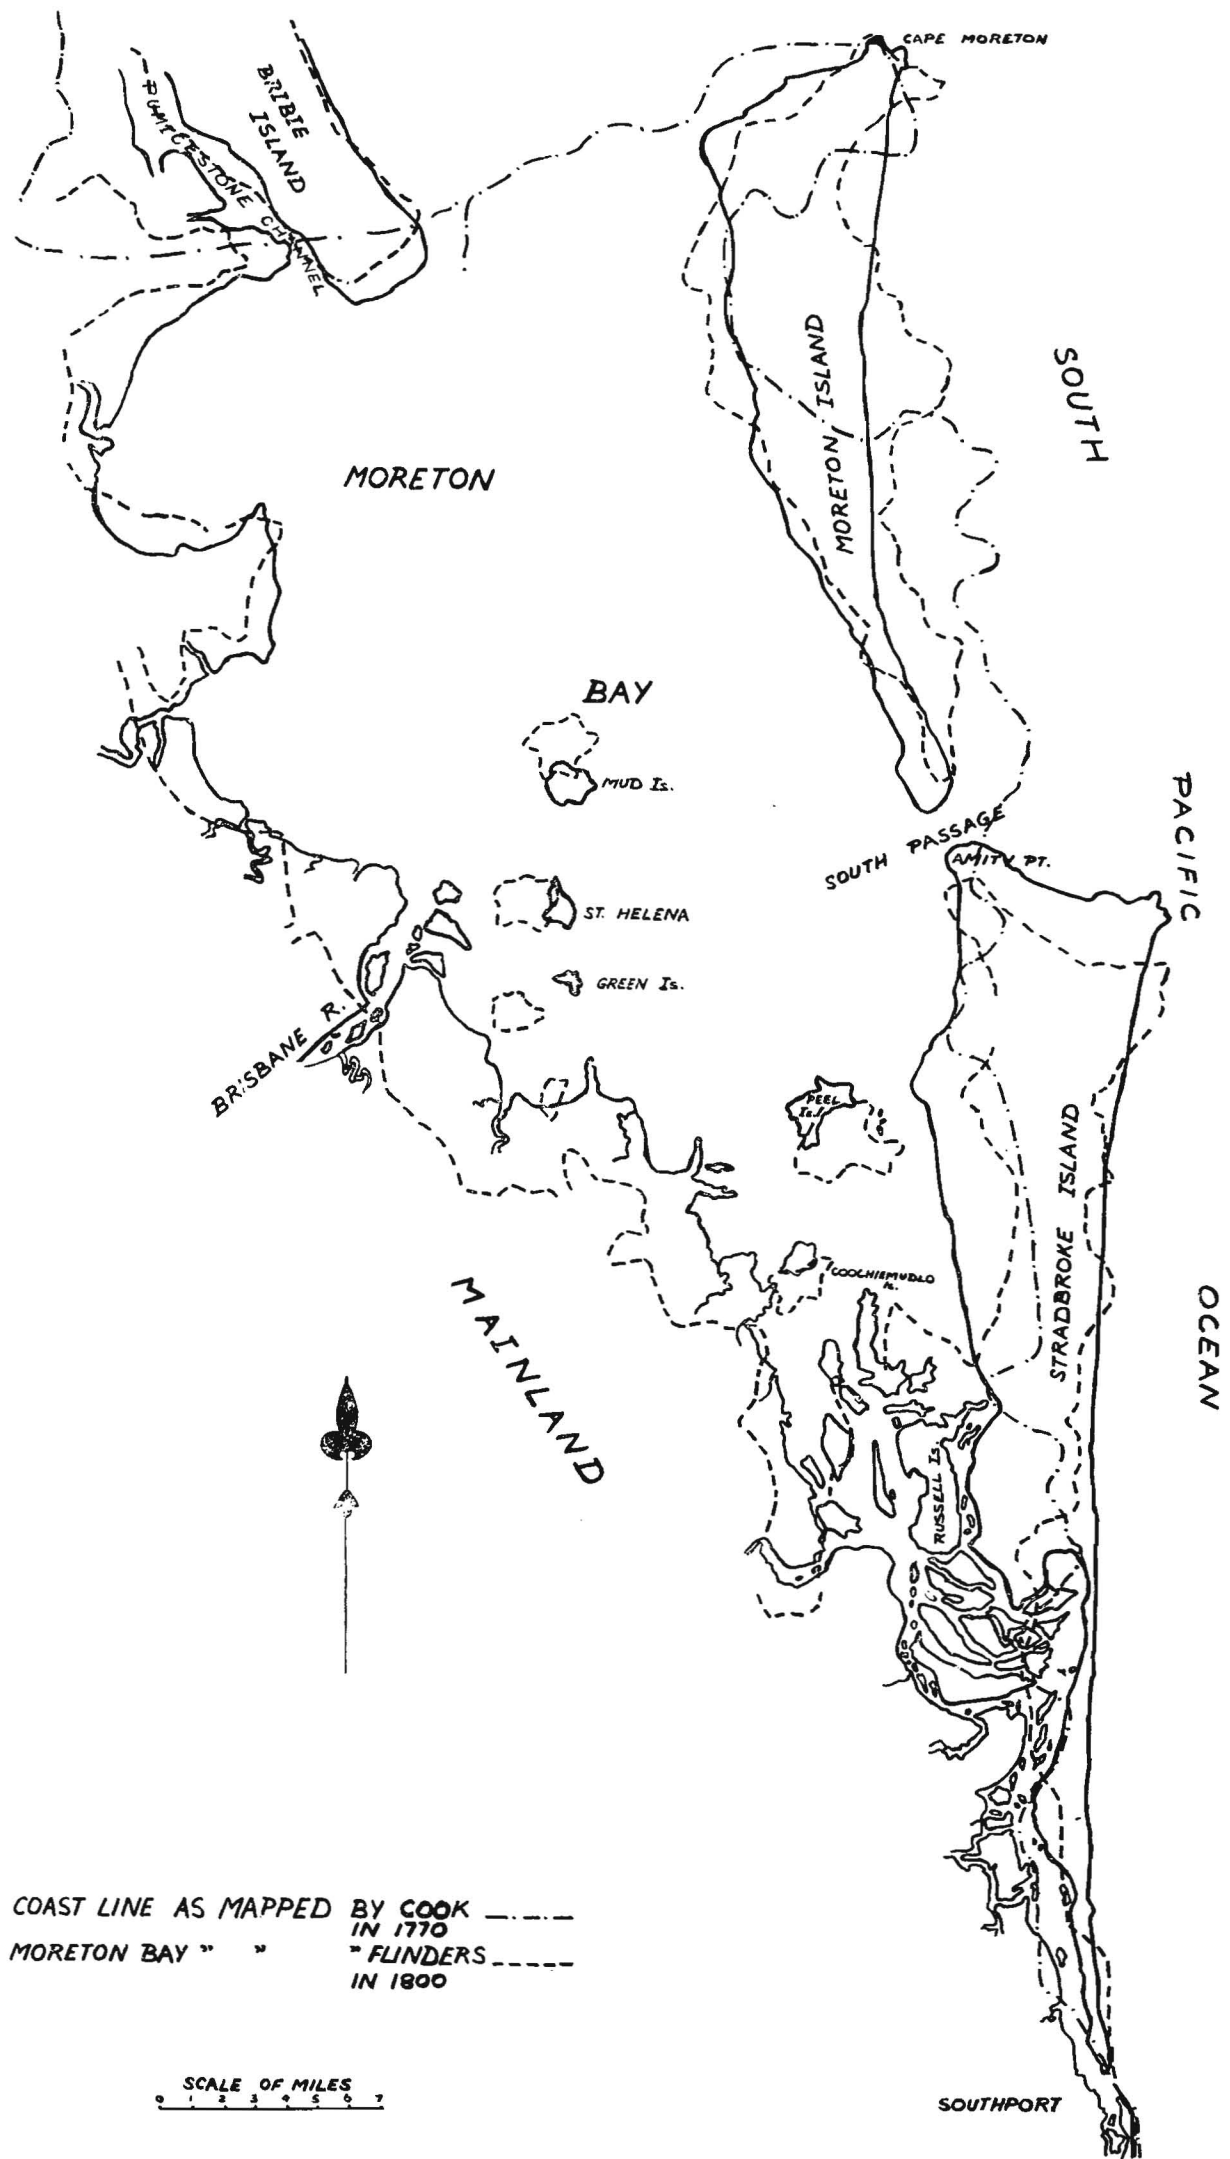 CAPE MORETON
BRIBIE
ISLAND
PUMICESTONE CHANNEL
MORETON ISLAND
SOUTH
MORETON
BAY
MUD Is.
PACIFIC
SOUTH PASSAGE
AMITY PT.
ST. HELENA
GREEN Is.
BRISBANE R.
PEEL
Is.
STRADBROKE ISLAND
COOCHIEMUDLO
Is.
MAINLAND
OCEAN
RUSSELL Is.
COAST LINE AS MAPPED BY COOK
IN 1770
MORETON BAY " " " FLINDERS
IN 1800
SCALE OF MILES
0 1 2 3 4 5 6 7
SOUTHPORT